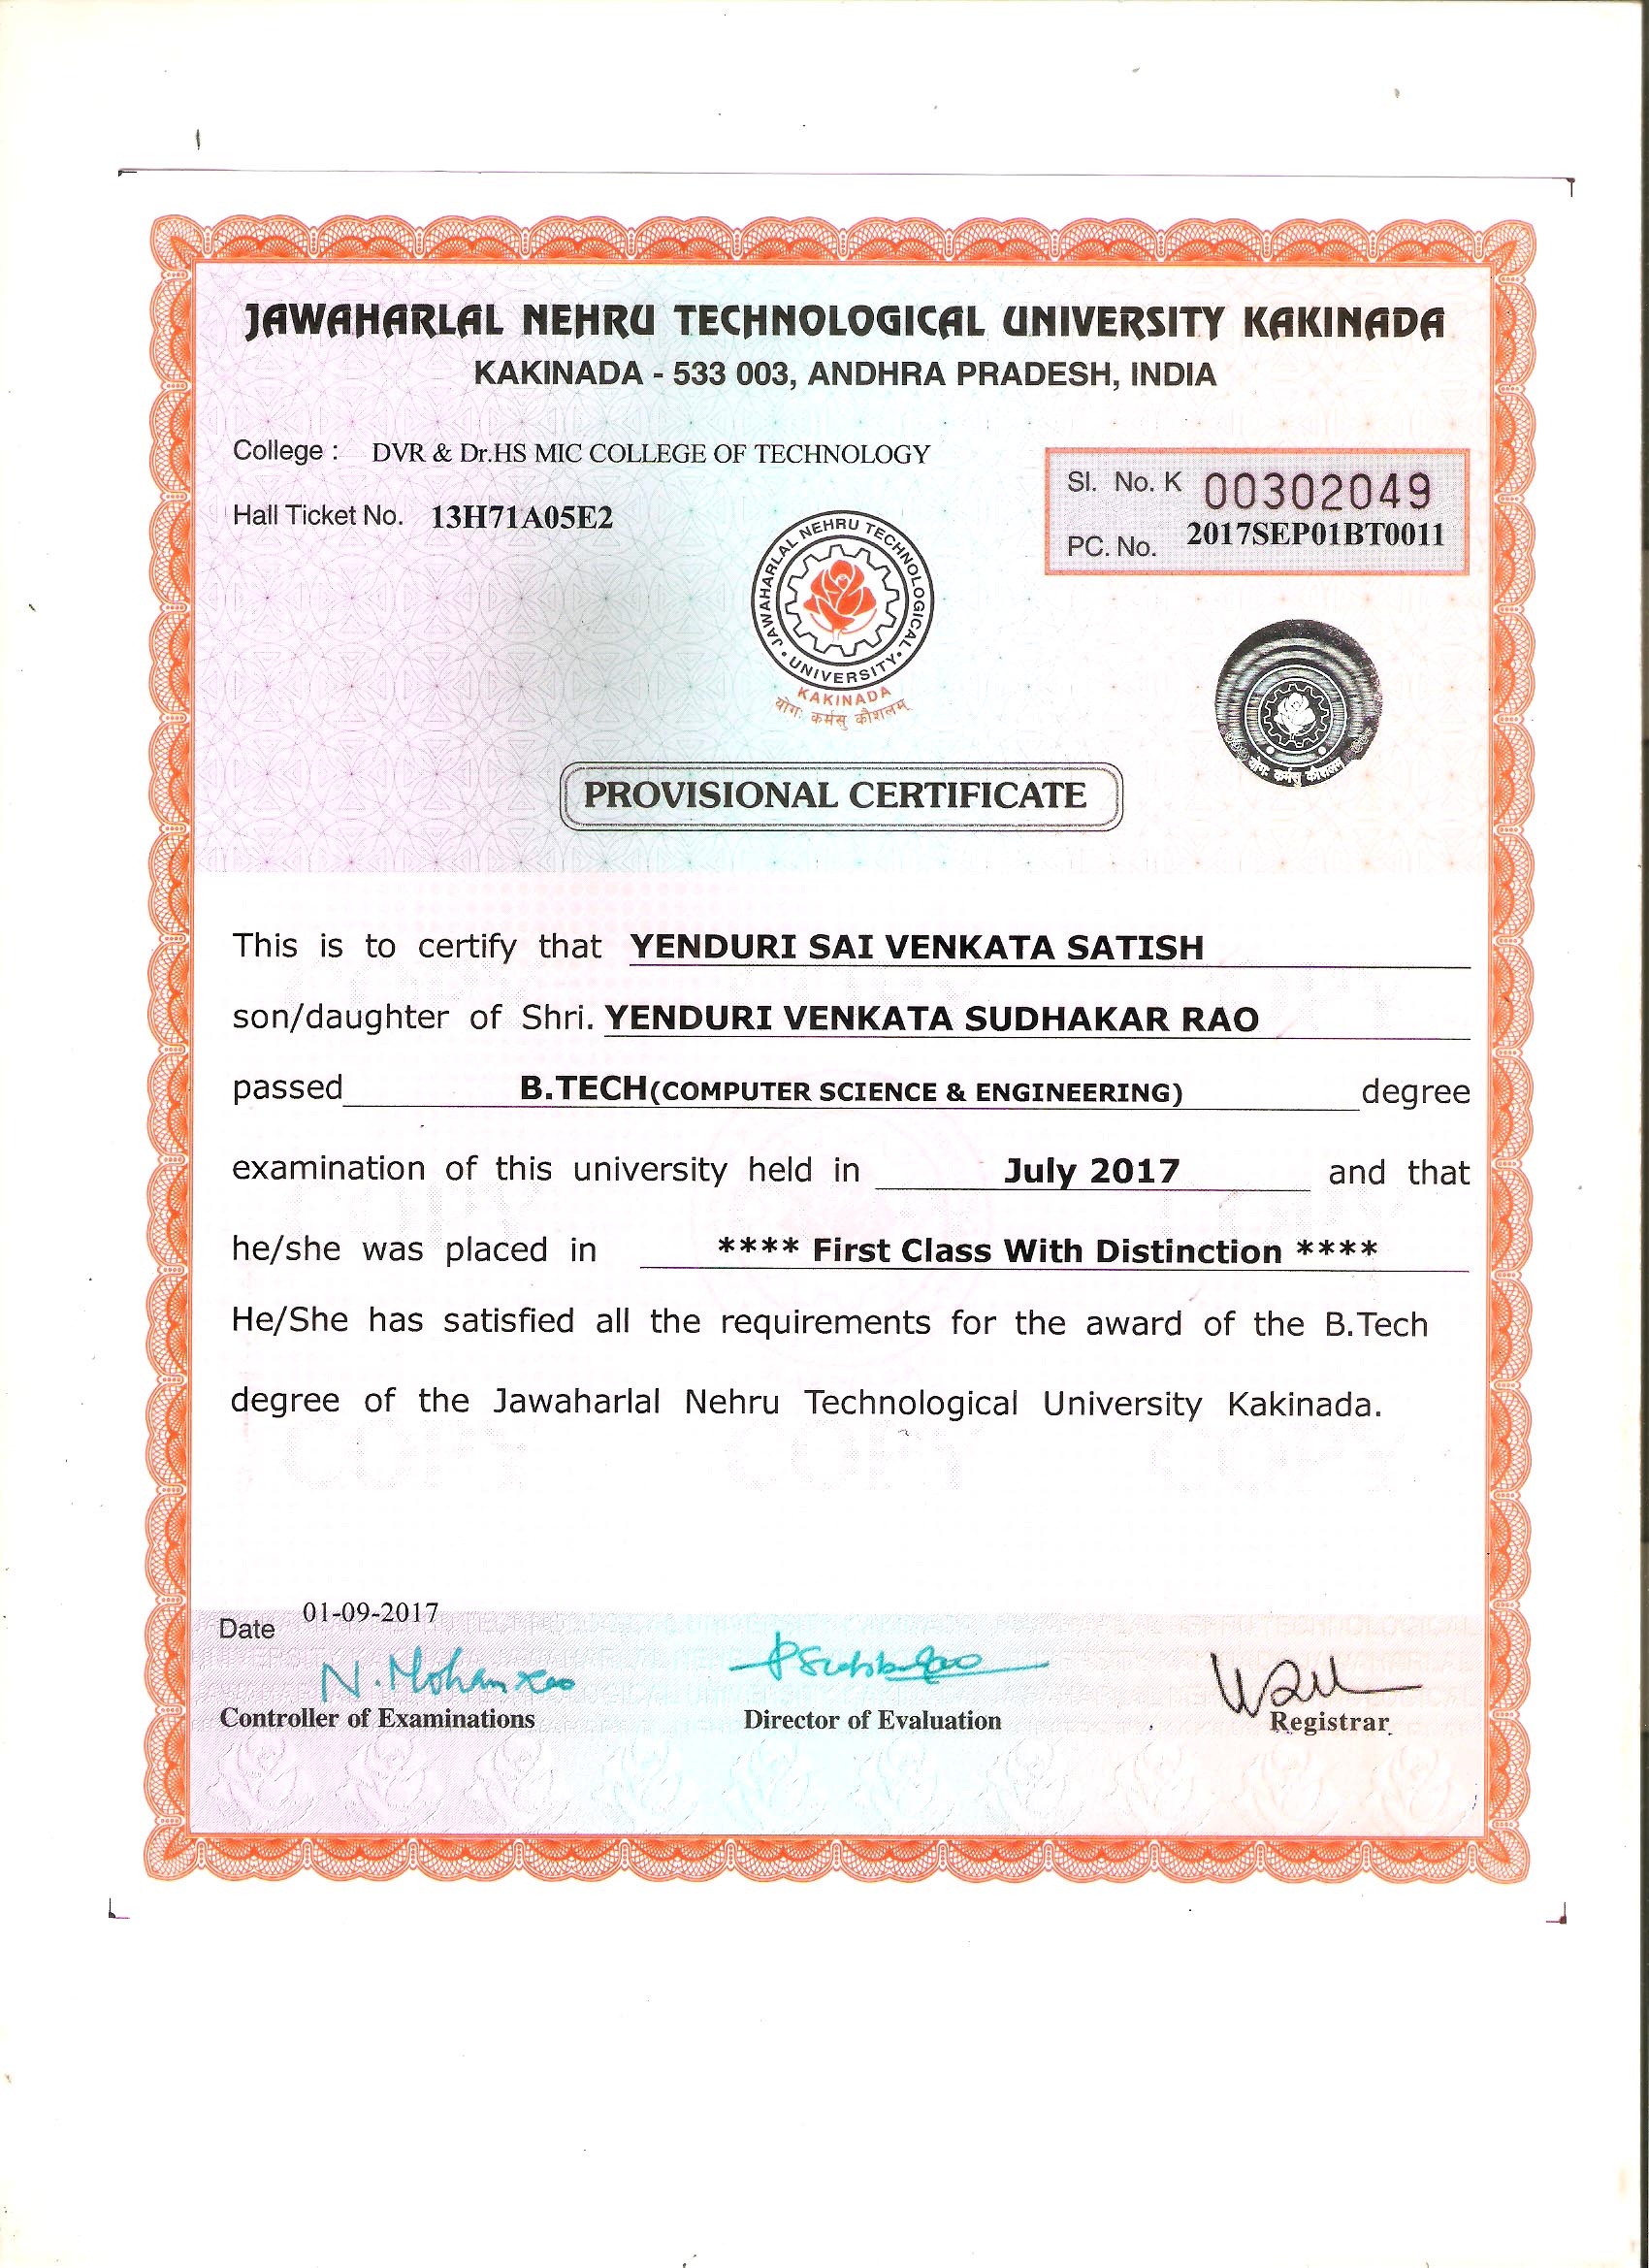 JAWAHARLAL NEHRU TECHNOLOGICAL UNIVERSITY KAKINADA
KAKINADA - 533 003, ANDHRA PRADESH, INDIA
College : DVR & Dr.HS MIC COLLEGE OF TECHNOLOGY
Sl. No. K 00302049
Hall Ticket No. 13H71A05E2
PC. No. 2017SEP01BT0011
JAWAHARLAL NEHRU TECHNOLOGICAL
• UNIVERSITY •
KAKINADA
योगः कर्मसु कौशलम्
योगः कर्मसु कौशलम्
PROVISIONAL CERTIFICATE
This is to certify that YENDURI SAI VENKATA SATISH
son/daughter of Shri. YENDURI VENKATA SUDHAKAR RAO
passed B.TECH(COMPUTER SCIENCE & ENGINEERING) degree
examination of this university held in July 2017 and that
he/she was placed in **** First Class With Distinction ****
He/She has satisfied all the requirements for the award of the B.Tech
degree of the Jawaharlal Nehru Technological University Kakinada.
COPY COPY COPY
Date 01-09-2017
N. Mohan Rao
Controller of Examinations
Director of Evaluation
Registrar